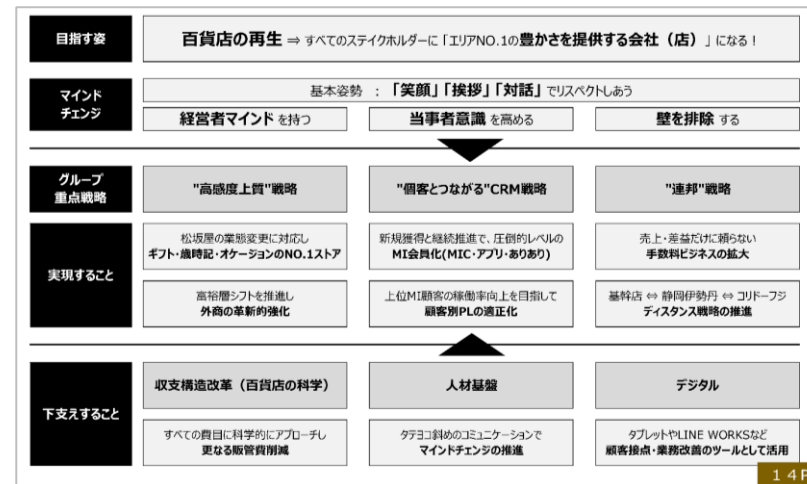 目指す姿
百貨店の再生 ⇒ すべてのステイクホルダーに「エリアNO.1の豊かさを提供する会社（店）」になる！
マインド
チェンジ
基本姿勢 ：「笑顔」「挨拶」「対話」でリスペクトしあう
経営者マインド を持つ
当事者意識 を高める
壁を排除 する
グループ
重点戦略
"高感度上質"戦略
"個客とつながる"CRM戦略
"連邦"戦略
実現すること
松坂屋の業態変更に対応し
ギフト・歳時記・オケージョンのNO.1ストア
新規獲得と継続推進で、圧倒的レベルの
MI会員化(MIC・アプリ・ありあり)
売上・差益だけに頼らない
手数料ビジネスの拡大
高裕層シフトを推進し
外商の革新的強化
上位MI顧客の稼働率向上を目指して
顧客別PLの適正化
基幹店 ⇔ 静岡伊勢丹 ⇔ コリドーフジ
ディスタンス戦略の推進
下支えすること
収支構造改革（百貨店の科学）
人材基盤
デジタル
すべての費目に科学的にアプローチし
更なる販管費削減
タテヨコ斜めのコミュニケーションで
マインドチェンジの推進
タブレットやLINE WORKSなど
顧客接点・業務改善のツールとして活用
14P